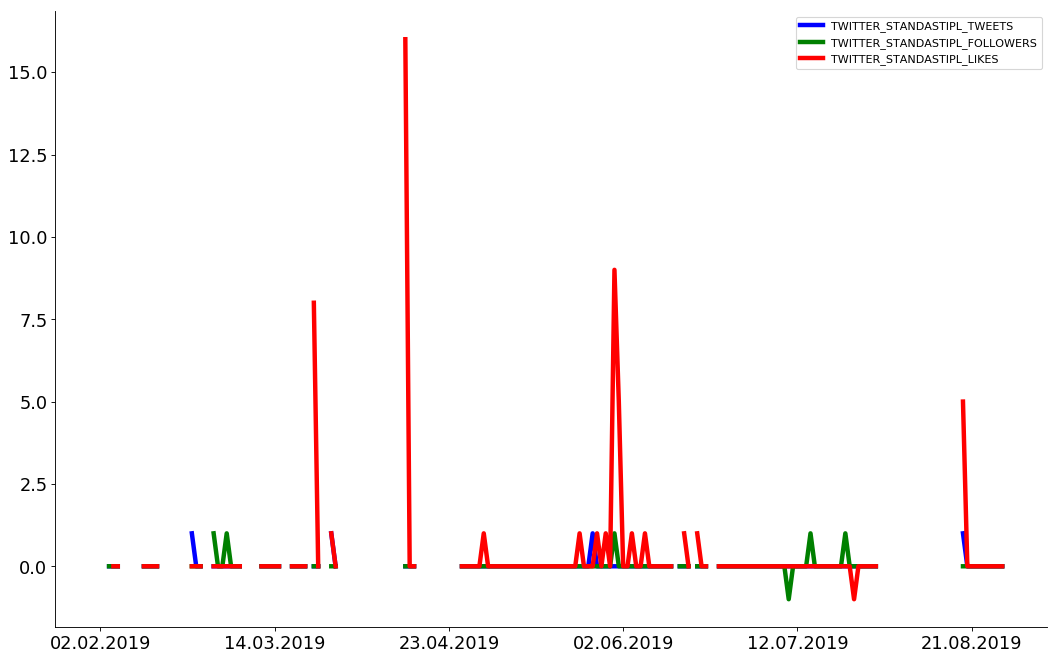 TWITTER_STANDASTIPL_TWEETS
TWITTER_STANDASTIPL_FOLLOWERS
TWITTER_STANDASTIPL_LIKES
15.0
12.5
10.0
7.5
5.0
2.5
0.0
02.02.2019 14.03.2019 23.04.2019 02.06.2019 12.07.2019 21.08.2019